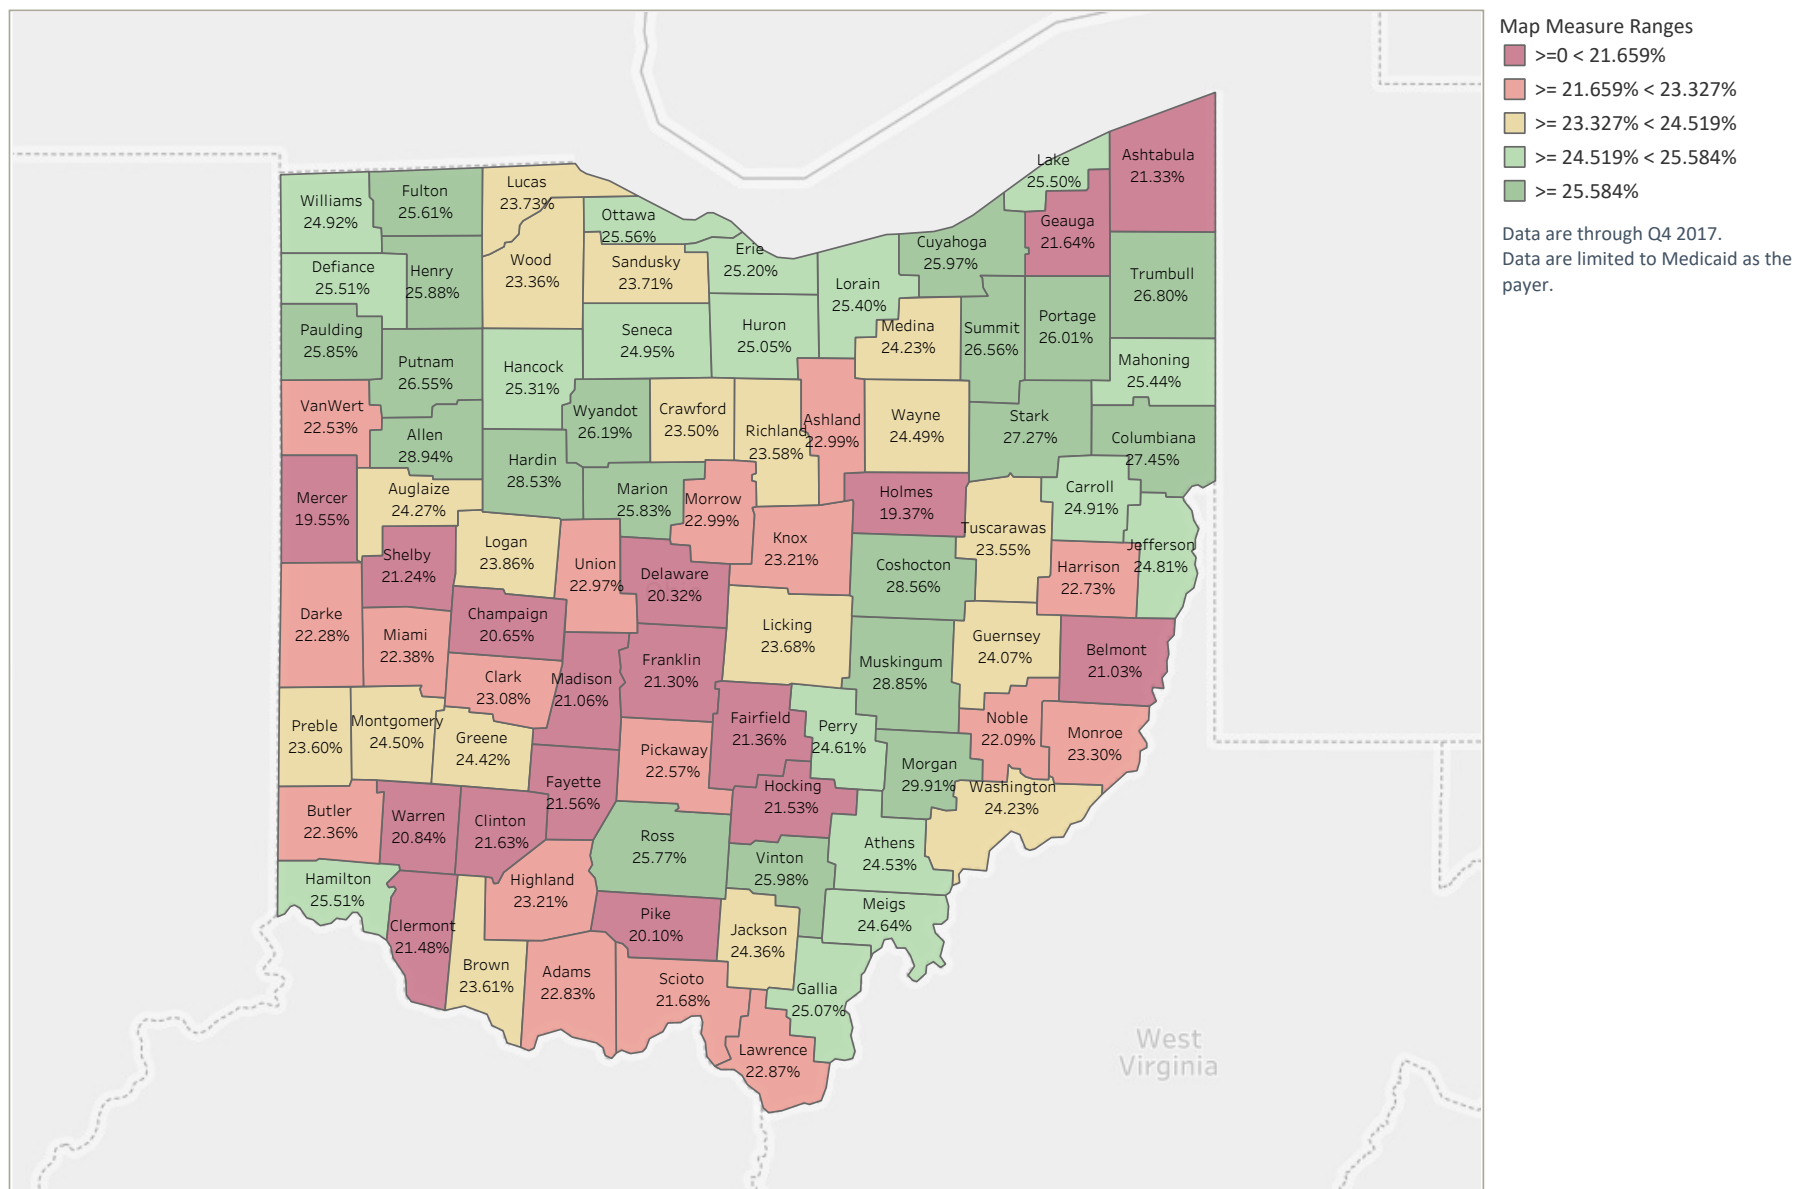 Map Measure Ranges
>=0 < 21.659%
>= 21.659% < 23.327%
>= 23.327% < 24.519%
>= 24.519% < 25.584%
>= 25.584%
Data are through Q4 2017.
Data are limited to Medicaid as the
payer.
Williams
24.92%
Fulton
25.61%
Lucas
23.73%
Ottawa
25.56%
Lake
25.50%
Ashtabula
21.33%
Geauga
21.64%
Cuyahoga
25.97%
Erie
25.20%
Defiance
25.51%
Henry
25.88%
Wood
23.36%
Sandusky
23.71%
Lorain
25.40%
Trumbull
26.80%
Paulding
25.85%
Putnam
26.55%
Hancock
25.31%
Seneca
24.95%
Huron
25.05%
Medina
24.23%
Summit
26.56%
Portage
26.01%
Mahoning
25.44%
VanWert
22.53%
Allen
28.94%
Wyandot
26.19%
Crawford
23.50%
Richland
23.58%
Ashland
22.99%
Wayne
24.49%
Stark
27.27%
Columbiana
27.45%
Hardin
28.53%
Mercer
19.55%
Auglaize
24.27%
Marion
25.83%
Morrow
22.99%
Holmes
19.37%
Carroll
24.91%
Tuscarawas
23.55%
Jefferson
24.81%
Shelby
21.24%
Logan
23.86%
Union
22.97%
Delaware
20.32%
Knox
23.21%
Coshocton
28.56%
Harrison
22.73%
Darke
22.28%
Miami
22.38%
Champaign
20.65%
Licking
23.68%
Guernsey
24.07%
Belmont
21.03%
Clark
23.08%
Madison
21.06%
Franklin
21.30%
Muskingum
28.85%
Preble
23.60%
Montgomery
24.50%
Greene
24.42%
Fairfield
21.36%
Perry
24.61%
Noble
22.09%
Monroe
23.30%
Pickaway
22.57%
Fayette
21.56%
Hocking
21.53%
Morgan
29.91%
Washington
24.23%
Butler
22.36%
Warren
20.84%
Clinton
21.63%
Ross
25.77%
Vinton
25.98%
Athens
24.53%
Hamilton
25.51%
Clermont
21.48%
Highland
23.21%
Pike
20.10%
Jackson
24.36%
Meigs
24.64%
Brown
23.61%
Adams
22.83%
Scioto
21.68%
Gallia
25.07%
Lawrence
22.87%
West
Virginia